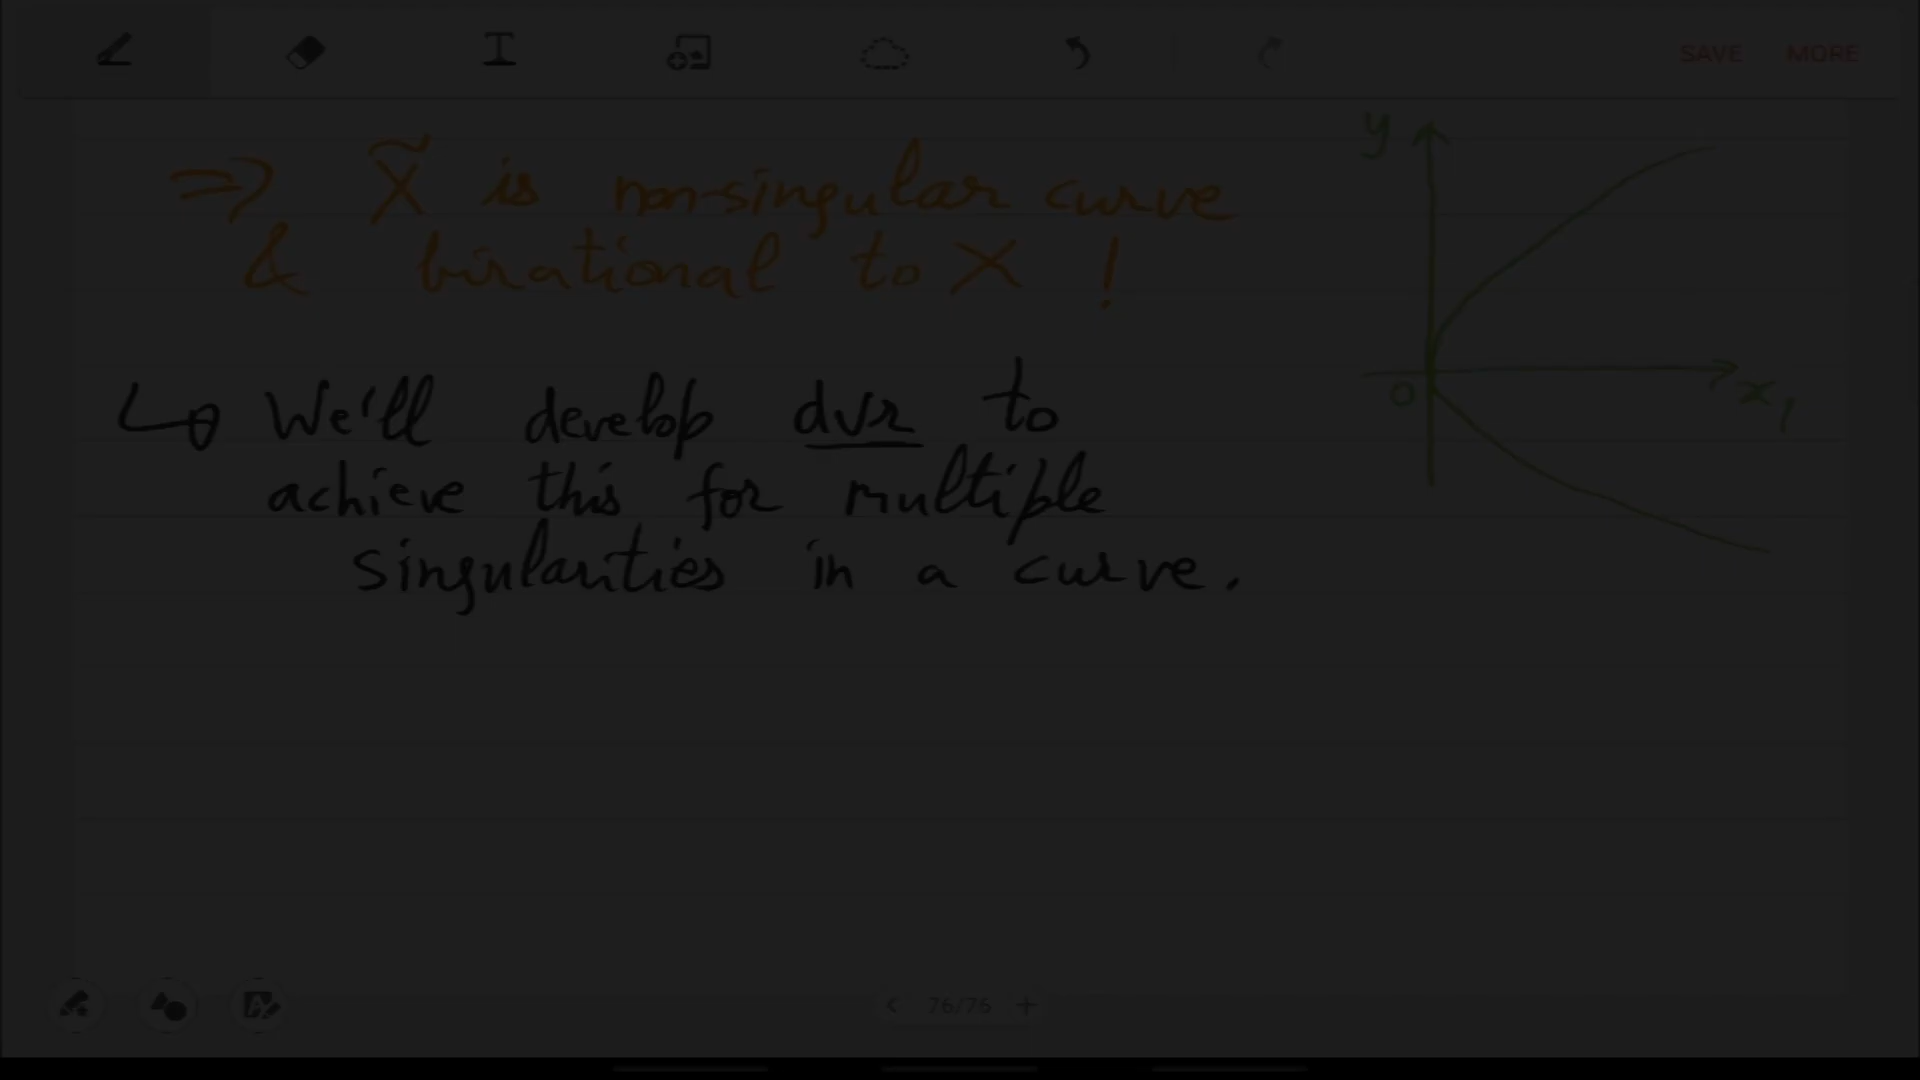 SAVE MORE
⇒ X̃ is non-singular curve
& birational to X !
y
0
x₁
↪ We'll develop dvr to
achieve this for multiple
singularities in a curve.
76/76